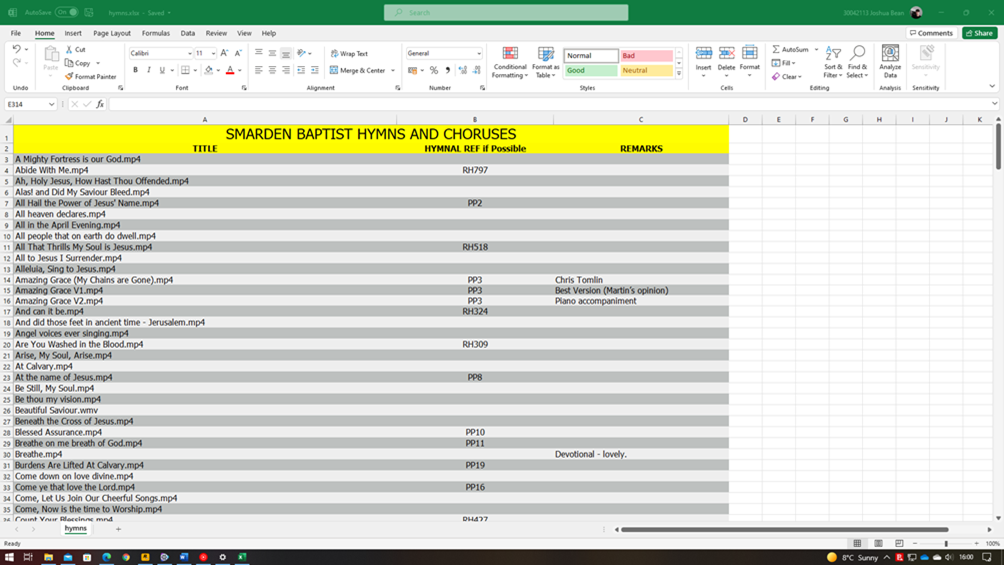 AutoSave On hymns.xlsx - Saved Search 30042113 Joshua Bean
File Home Insert Page Layout Formulas Data Review View Help Comments Share
Undo Paste Cut Copy Format Painter Clipboard
Calibri 11 B I U Font
Wrap Text Merge & Center Alignment
General % Number
Conditional Formatting Format as Table Normal Bad Good Neutral Styles
Insert Delete Format Cells
AutoSum Fill Clear Sort & Filter Find & Select Editing
Analyze Data Analysis Sensitivity Sensitivity
E314 fx
A B C D E F G H I J K
1 SMARDEN BAPTIST HYMNS AND CHORUSES
2 TITLE HYMNAL REF if Possible REMARKS
3 A Mighty Fortress is our God.mp4
4 Abide With Me.mp4 RH797
5 Ah, Holy Jesus, How Hast Thou Offended.mp4
6 Alas! and Did My Saviour Bleed.mp4
7 All Hail the Power of Jesus' Name.mp4 PP2
8 All heaven declares.mp4
9 All in the April Evening.mp4
10 All people that on earth do dwell.mp4
11 All That Thrills My Soul is Jesus.mp4 RH518
12 All to Jesus I Surrender.mp4
13 Alleluia, Sing to Jesus.mp4
14 Amazing Grace (My Chains are Gone).mp4 PP3 Chris Tomlin
15 Amazing Grace V1.mp4 PP3 Best Version (Martin's opinion)
16 Amazing Grace V2.mp4 PP3 Piano accompaniment
17 And can it be.mp4 RH324
18 And did those feet in ancient time - Jerusalem.mp4
19 Angel voices ever singing.mp4
20 Are You Washed in the Blood.mp4 RH309
21 Arise, My Soul, Arise.mp4
22 At Calvary.mp4
23 At the name of Jesus.mp4 PP8
24 Be Still, My Soul.mp4
25 Be thou my vision.mp4
26 Beautiful Saviour.wmv
27 Beneath the Cross of Jesus.mp4
28 Blessed Assurance.mp4 PP10
29 Breathe on me breath of God.mp4 PP11
30 Breathe.mp4 Devotional - lovely.
31 Burdens Are Lifted At Calvary.mp4 PP19
32 Come down on love divine.mp4
33 Come ye that love the Lord.mp4 PP16
34 Come, Let Us Join Our Cheerful Songs.mp4
35 Come, Now is the time to Worship.mp4
36 Count Your Blessings.mp4 RH427
hymns
Ready 100%
8°C Sunny 16:00